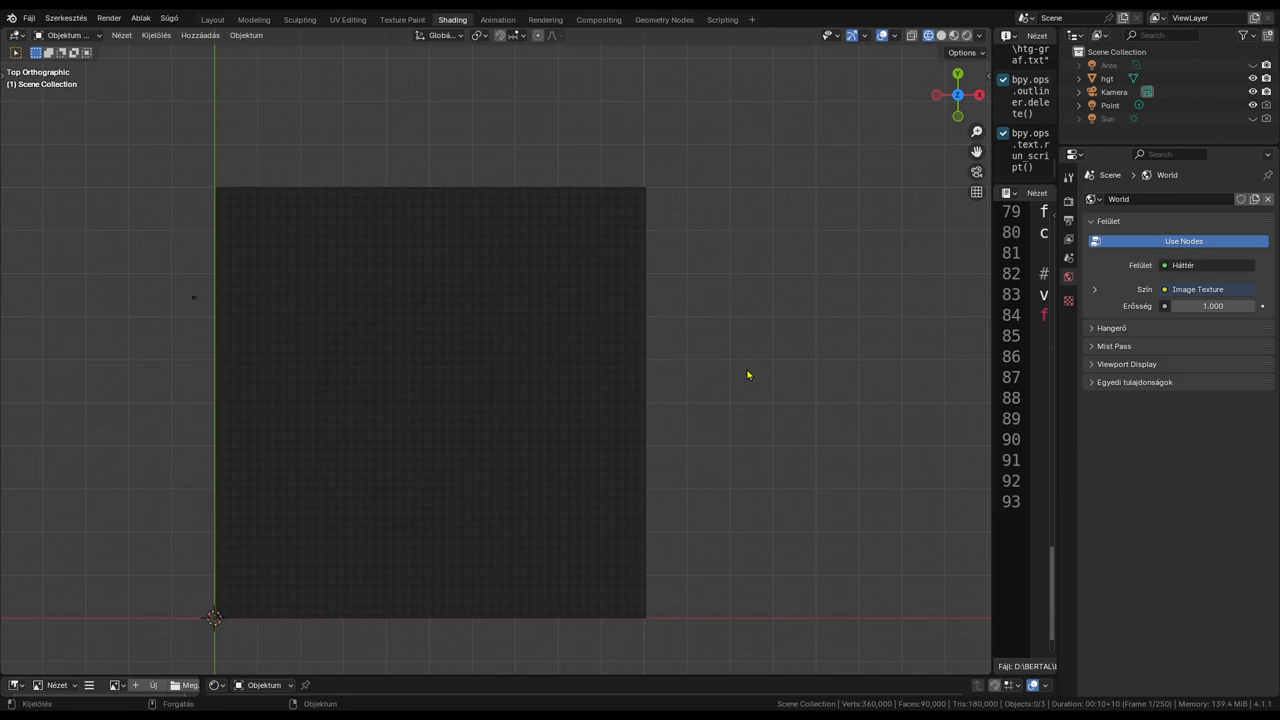 Fájl Szerkesztés Render Ablak Súgó Layout Modeling Sculpting UV Editing Texture Paint Shading Animation Rendering Compositing Geometry Nodes Scripting + Scene ViewLayer
Objektum ... Nézet Kijelölés Hozzáadás Objektum Globá... Nézet Search
Options
Top Orthographic
(1) Scene Collection
Y
X
Z
\htg-gr
af.txt"
bpy.ops
.outlin
er.dele
te()
bpy.ops
.text.r
un_scri
pt()
Nézet
79 f
80 c
81
82 #
83 v
84 f
85
86
87
88
89
90
91
92
93
Fájl: D:\BERTAL\
Scene Collection
Area
hgt
Kamera
Point
Sun
Search
Scene > World
World
Felület
Use Nodes
Felület Háttér
Szín Image Texture
Erősség 1.000
Hangerő
Mist Pass
Viewport Display
Egyedi tulajdonságok
Nézet + Új Meg Objektum
Kijelölés Forgatás Objektum Scene Collection | Verts:360,000 | Faces:90,000 | Tris:180,000 | Objects:0/3 | Duration: 00:10+10 (Frame 1/250) | Memory: 139.4 MiB | 4.1.1